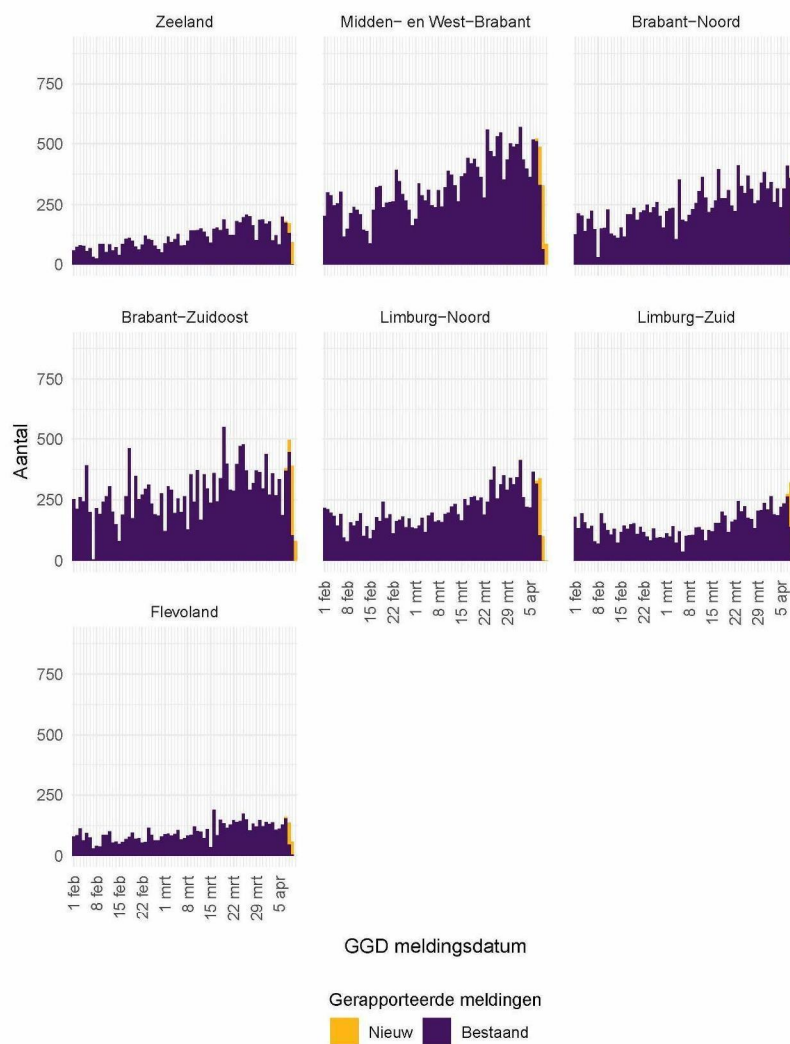 Zeeland
Midden- en West-Brabant
Brabant-Noord
750
500
250
0
Brabant-Zuidoost
Limburg-Noord
Limburg-Zuid
750
500
250
0
Aantal
1 feb
8 feb
15 feb
22 feb
1 mrt
8 mrt
15 mrt
22 mrt
29 mrt
5 apr
1 feb
8 feb
15 feb
22 feb
1 mrt
8 mrt
15 mrt
22 mrt
29 mrt
5 apr
Flevoland
750
500
250
0
1 feb
8 feb
15 feb
22 feb
1 mrt
8 mrt
15 mrt
22 mrt
29 mrt
5 apr
GGD meldingsdatum
Gerapporteerde meldingen
Nieuw
Bestaand